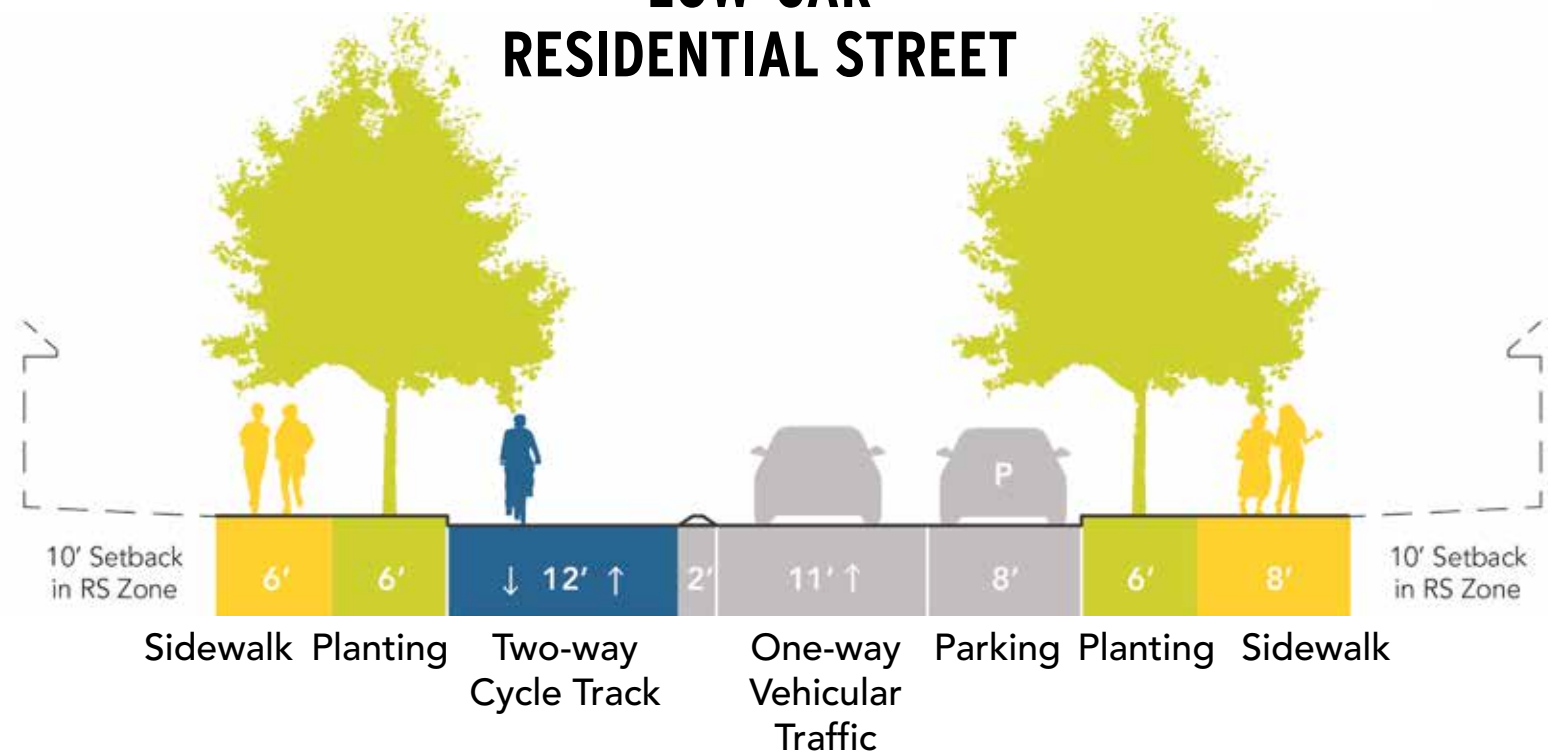 RESIDENTIAL STREET
P
10' Setback
in RS Zone
6'
6'
↓ 12' ↑
2'
11' ↑
8'
6'
8'
10' Setback
in RS Zone
Sidewalk
Planting
Two-way
Cycle Track
One-way
Vehicular
Traffic
Parking
Planting
Sidewalk